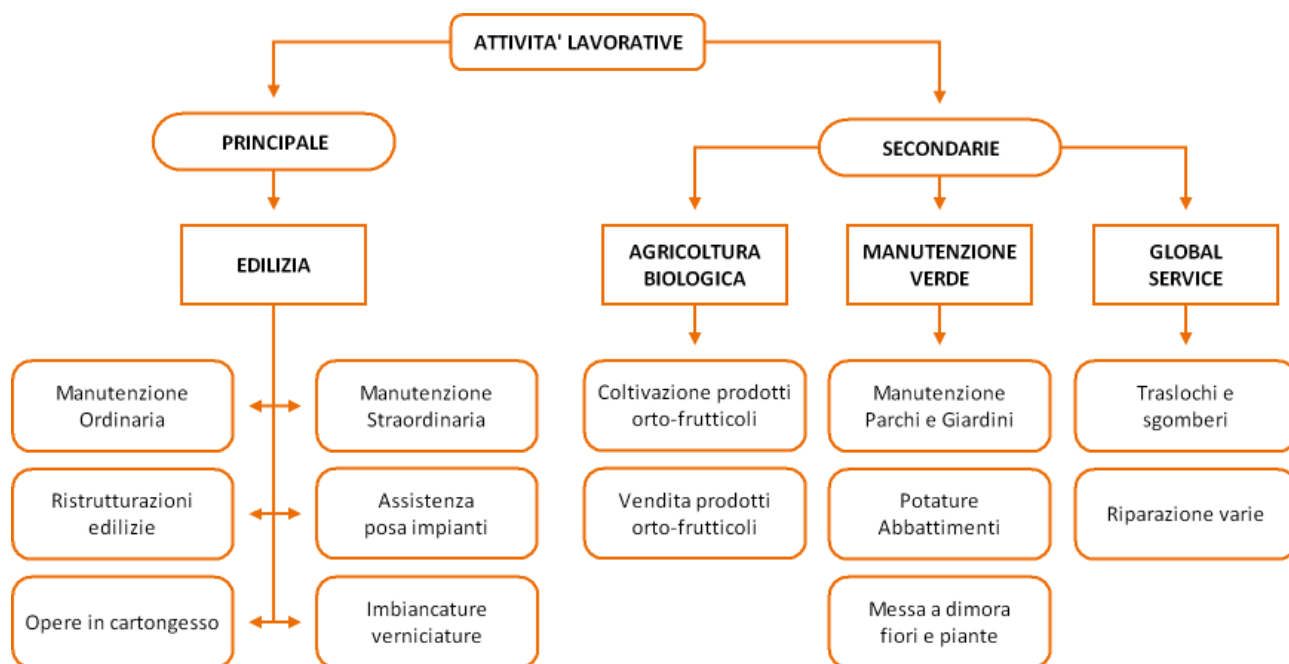 ATTIVITA' LAVORATIVE
PRINCIPALE
SECONDARIE
EDILIZIA
AGRICOLTURA
BIOLOGICA
MANUTENZIONE
VERDE
GLOBAL
SERVICE
Manutenzione
Ordinaria
Manutenzione
Straordinaria
Coltivazione prodotti
orto-frutticoli
Manutenzione
Parchi e Giardini
Traslochi e
sgomberi
Ristrutturazioni
edilizie
Assistenza
posa impianti
Vendita prodotti
orto-frutticoli
Potature
Abbattimenti
Riparazione varie
Opere in cartongesso
Imbiancature
verniciature
Messa a dimora
fiori e piante